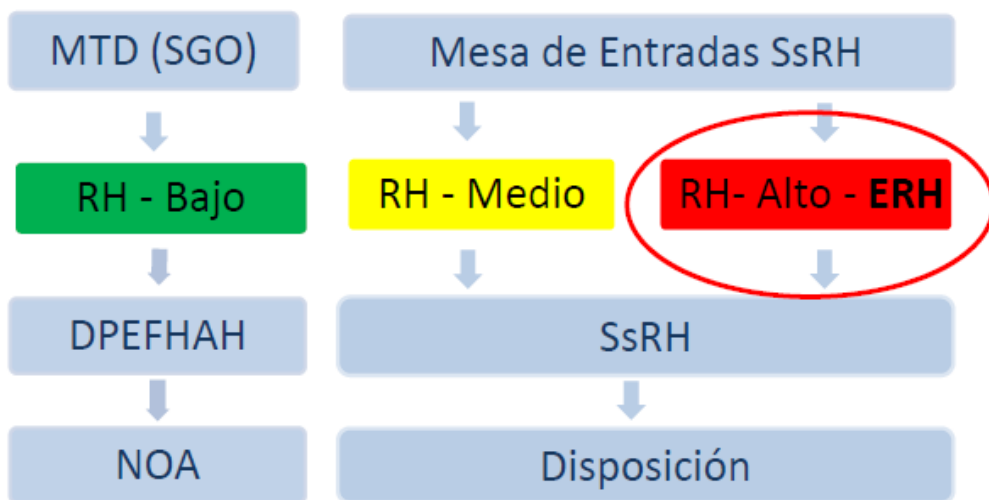 MTD (SGO)
Mesa de Entradas SsRH
RH - Bajo
RH - Medio
RH- Alto - ERH
DPEFHAH
SsRH
NOA
Disposición